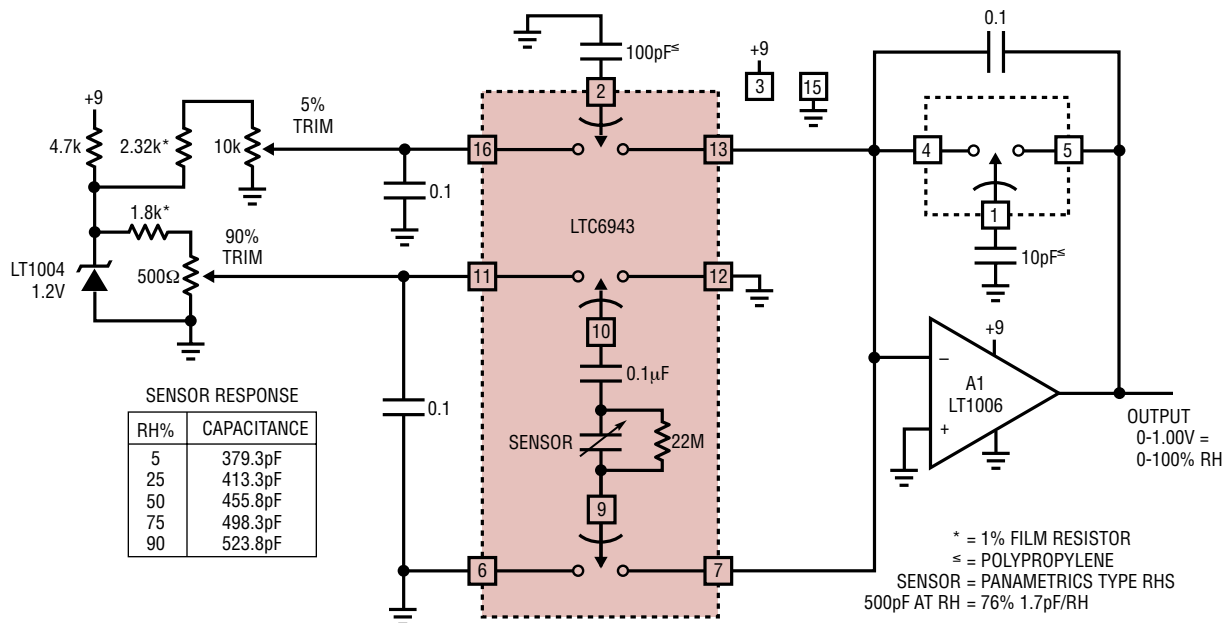 0.1
100pF≤
+9
3
15
2
+9
5%
TRIM
4.7k
2.32k*
10k
16
13
4
5
0.1
1
1.8k*
LTC6943
90%
TRIM
10pF≤
LT1004
1.2V
500Ω
11
12
10
+9
0.1µF
–
A1
LT1006
+
SENSOR RESPONSE
0.1
RH% CAPACITANCE
5 379.3pF
25 413.3pF
50 455.8pF
75 498.3pF
90 523.8pF
SENSOR
22M
OUTPUT
0-1.00V =
0-100% RH
9
6
7
* = 1% FILM RESISTOR
≤ = POLYPROPYLENE
SENSOR = PANAMETRICS TYPE RHS
500pF AT RH = 76% 1.7pF/RH